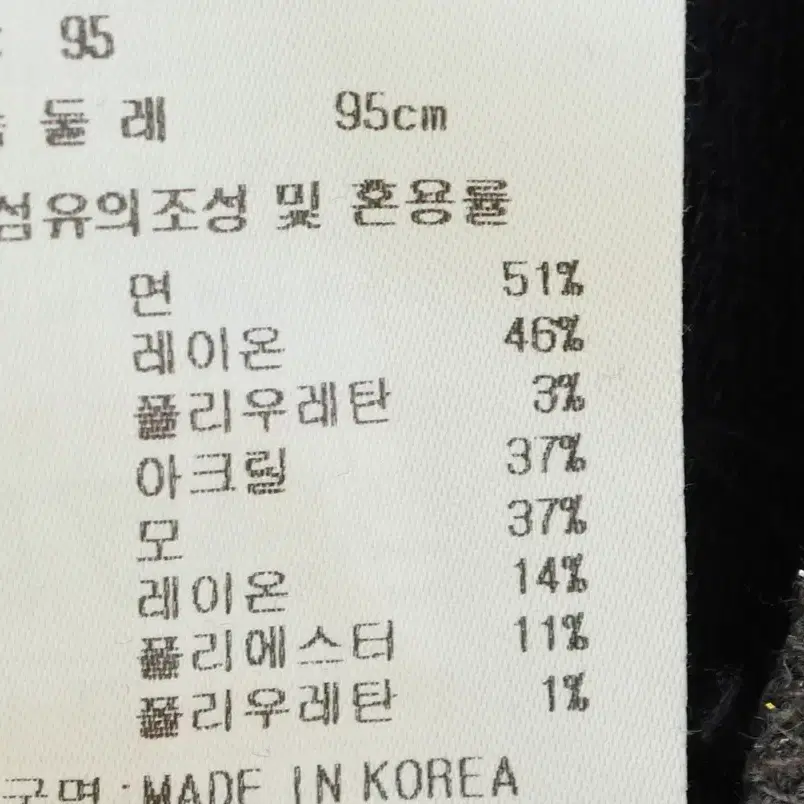 95
둘레 95cm
섬유의조성 및 혼용률
면 51%
레이온 46%
폴리우레탄 3%
아크릴 37%
모 37%
레이온 14%
폴리에스터 11%
폴리우레탄 1%
국명 : MADE IN KOREA